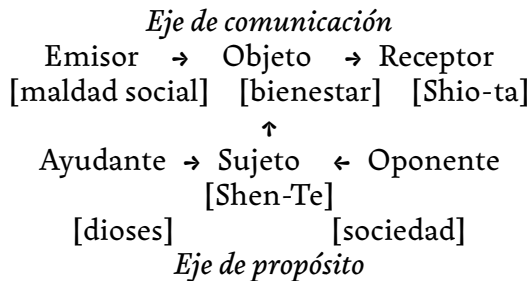 Eje de comunicación
Emisor → Objeto → Receptor
[maldad social] [bienestar] [Shio-ta]
↑
Ayudante → Sujeto ← Oponente
[Shen-Te]
[dioses] [sociedad]
Eje de propósito